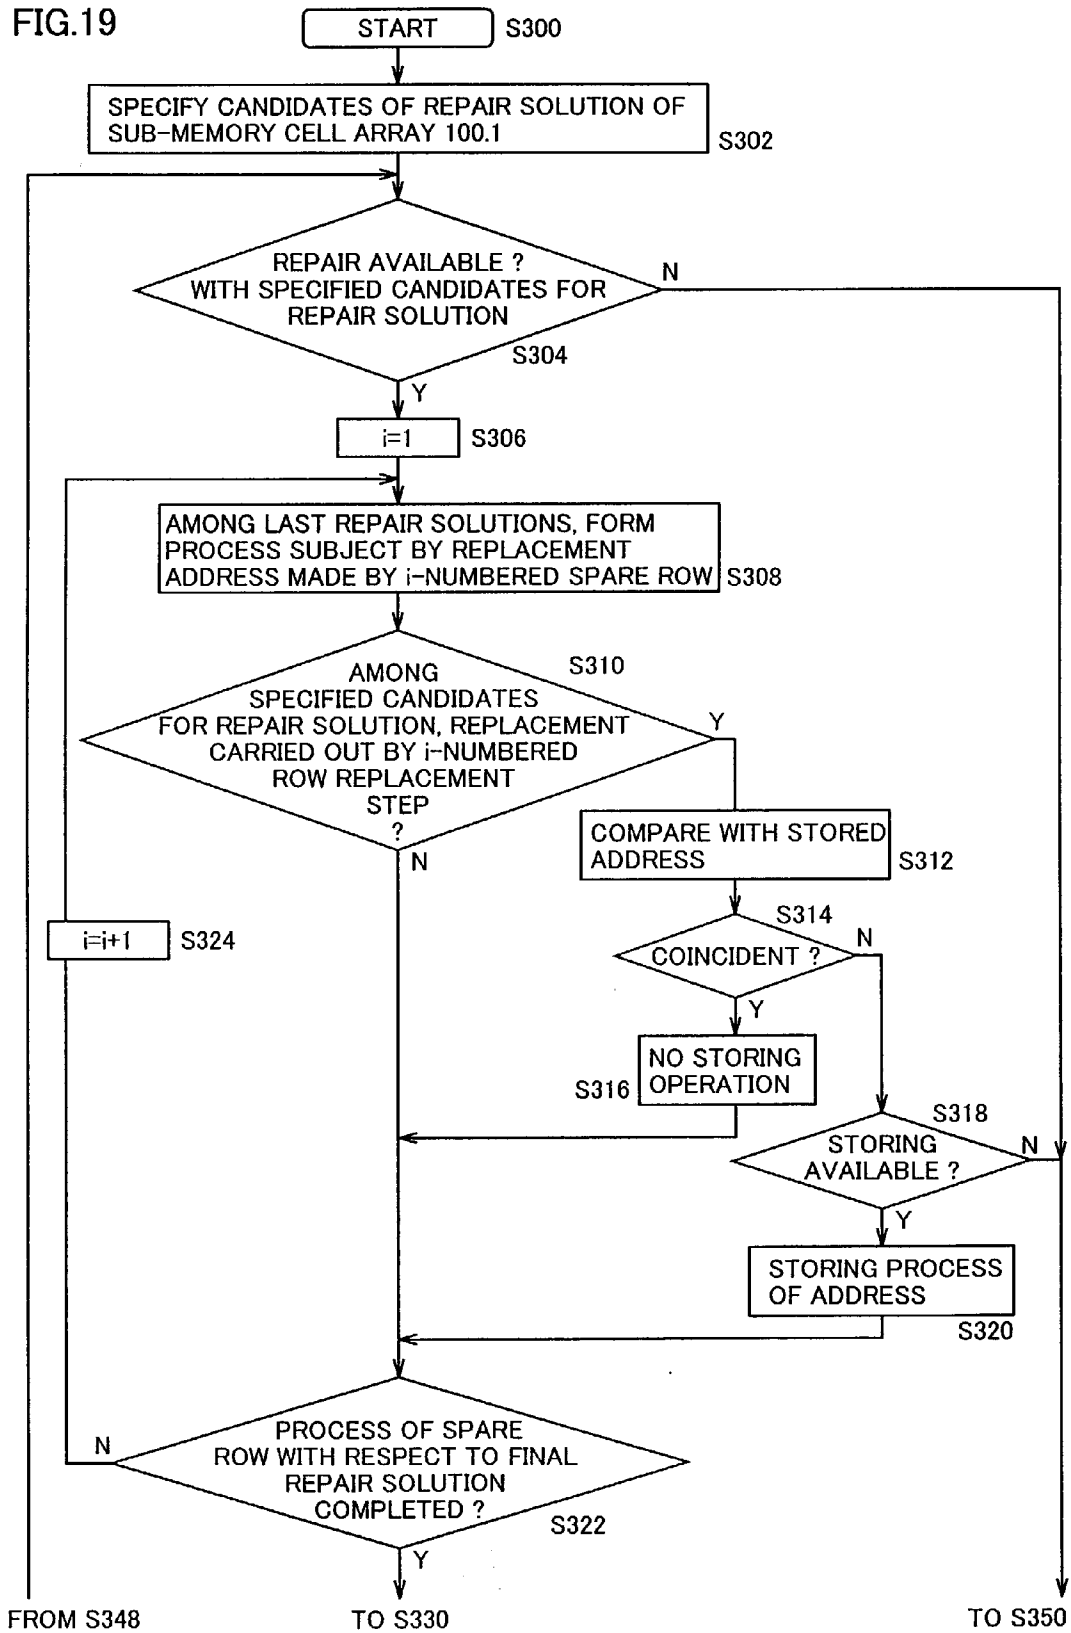 FIG.19
START
S300
SPECIFY CANDIDATES OF REPAIR SOLUTION OF
SUB-MEMORY CELL ARRAY 100.1
S302
REPAIR AVAILABLE ?
WITH SPECIFIED CANDIDATES FOR
REPAIR SOLUTION
N
S304
Y
i=1
S306
AMONG LAST REPAIR SOLUTIONS, FORM
PROCESS SUBJECT BY REPLACEMENT
ADDRESS MADE BY i-NUMBERED SPARE ROW
S308
S310
AMONG
SPECIFIED CANDIDATES
FOR REPAIR SOLUTION, REPLACEMENT
CARRIED OUT BY i-NUMBERED
ROW REPLACEMENT
STEP
?
Y
N
COMPARE WITH STORED
ADDRESS
S312
S314
i=i+1
S324
COINCIDENT ?
N
Y
NO STORING
OPERATION
S316
S318
STORING
AVAILABLE ?
N
Y
STORING PROCESS
OF ADDRESS
S320
PROCESS OF SPARE
ROW WITH RESPECT TO FINAL
REPAIR SOLUTION
COMPLETED ?
N
S322
Y
FROM S348
TO S330
TO S350